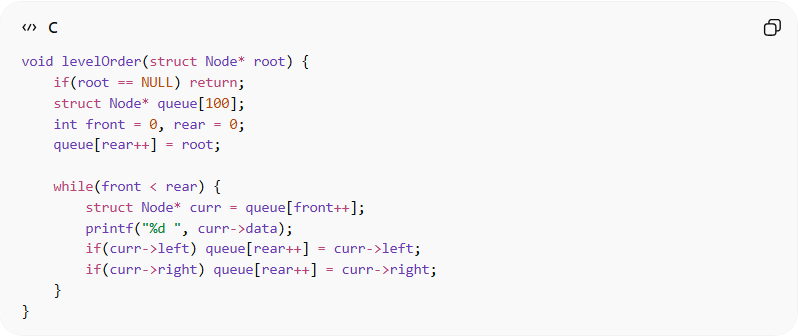 </> C
void levelOrder(struct Node* root) {
    if(root == NULL) return;
    struct Node* queue[100];
    int front = 0, rear = 0;
    queue[rear++] = root;

    while(front < rear) {
        struct Node* curr = queue[front++];
        printf("%d ", curr->data);
        if(curr->left) queue[rear++] = curr->left;
        if(curr->right) queue[rear++] = curr->right;
    }
}